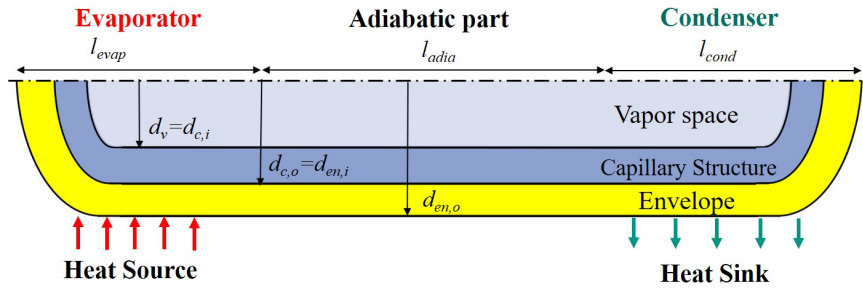 Evaporator
Adiabatic part
Condenser
l_evap
l_adia
l_cond
Vapor space
d_v=d_c,i
d_c,o=d_en,i
Capillary Structure
d_en,o
Envelope
Heat Source
Heat Sink